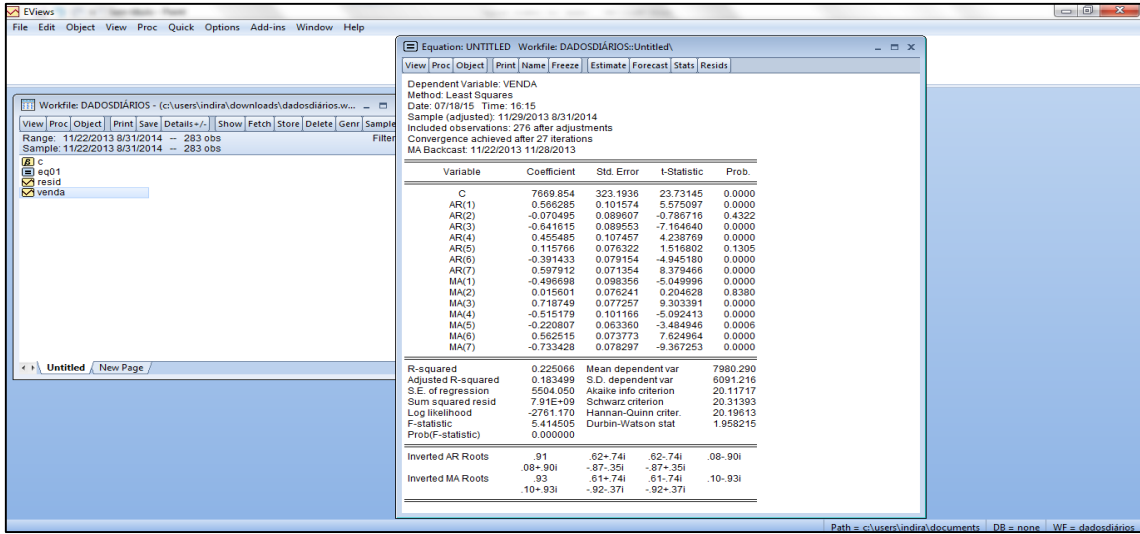 EViews
File Edit Object View Proc Quick Options Add-ins Window Help
Workfile: DADOSDIÁRIOS - (c:\users\indira\downloads\dadosdiários.w...
View Proc Object Print Save Details+/- Show Fetch Store Delete Genr Sample
Range: 11/22/2013 8/31/2014 -- 283 obs Filter
Sample: 11/22/2013 8/31/2014 -- 283 obs
B c
eq01
resid
venda
Untitled New Page
Equation: UNTITLED Workfile: DADOSDIÁRIOS::Untitled\
View Proc Object Print Name Freeze Estimate Forecast Stats Resids
Dependent Variable: VENDA
Method: Least Squares
Date: 07/18/15 Time: 16:15
Sample (adjusted): 11/29/2013 8/31/2014
Included observations: 276 after adjustments
Convergence achieved after 27 iterations
MA Backcast: 11/22/2013 11/28/2013
Variable Coefficient Std. Error t-Statistic Prob.
C 7669.854 323.1936 23.73145 0.0000
AR(1) 0.566285 0.101574 5.575097 0.0000
AR(2) -0.070495 0.089607 -0.786716 0.4322
AR(3) -0.641615 0.089553 -7.164640 0.0000
AR(4) 0.455485 0.107457 4.238769 0.0000
AR(5) 0.115766 0.076322 1.516802 0.1305
AR(6) -0.391433 0.079154 -4.945180 0.0000
AR(7) 0.597912 0.071354 8.379466 0.0000
MA(1) -0.496698 0.098356 -5.049996 0.0000
MA(2) 0.015601 0.076241 0.204628 0.8380
MA(3) 0.718749 0.077257 9.303391 0.0000
MA(4) -0.515179 0.101166 -5.092413 0.0000
MA(5) -0.220807 0.063360 -3.484946 0.0006
MA(6) 0.562515 0.073773 7.624964 0.0000
MA(7) -0.733428 0.078297 -9.367253 0.0000
R-squared 0.225066 Mean dependent var 7980.290
Adjusted R-squared 0.183499 S.D. dependent var 6091.216
S.E. of regression 5504.050 Akaike info criterion 20.11717
Sum squared resid 7.91E+09 Schwarz criterion 20.31393
Log likelihood -2761.170 Hannan-Quinn criter. 20.19613
F-statistic 5.414505 Durbin-Watson stat 1.958215
Prob(F-statistic) 0.000000
Inverted AR Roots .91 .62+.74i .62-.74i .08-.90i
.08+.90i -.87-.35i -.87+.35i
Inverted MA Roots .93 .61+.74i .61-.74i .10-.93i
.10+.93i -.92-.37i -.92+.37i
Path = c:\users\indira\documents DB = none WF = dadosdiários